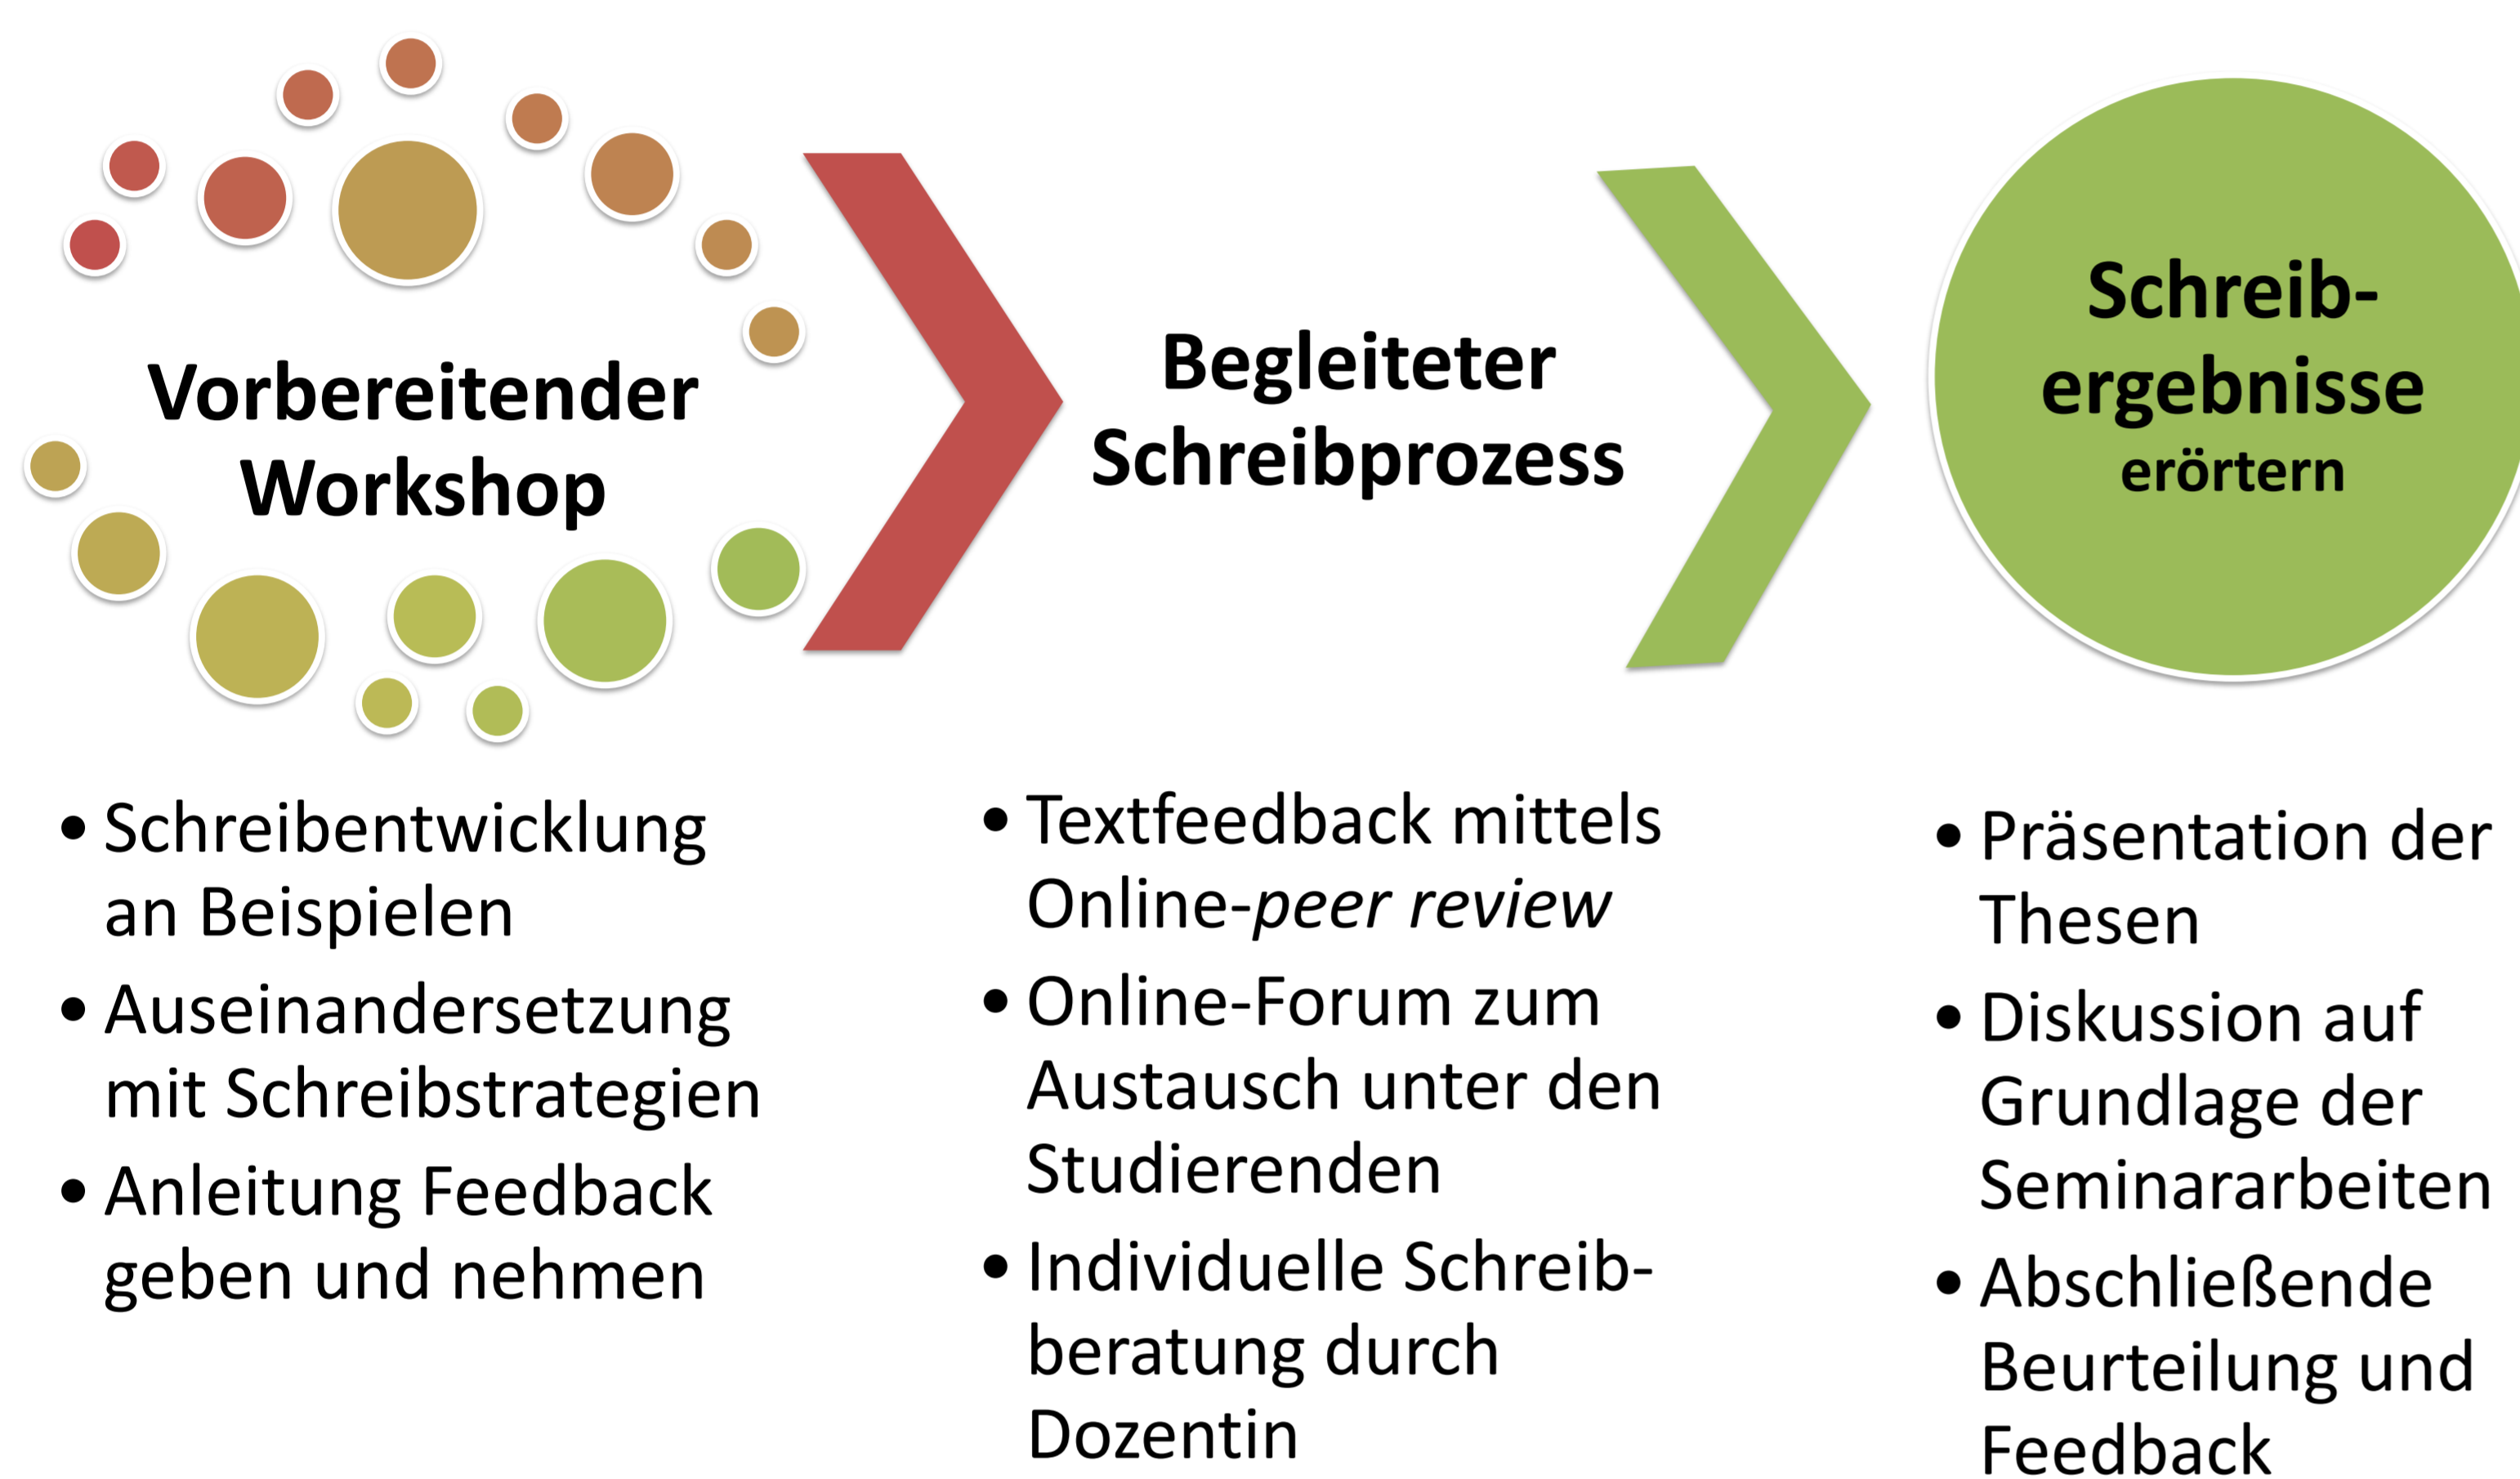 Vorbereitender
Workshop
Begleiteter
Schreibprozess
Schreib-
ergebnisse
erörtern
• Schreibentwicklung
an Beispielen
• Auseinandersetzung
mit Schreibstrategien
• Anleitung Feedback
geben und nehmen
• Textfeedback mittels
Online-peer review
• Online-Forum zum
Austausch unter den
Studierenden
• Individuelle Schreib-
beratung durch
Dozentin
• Präsentation der
Thesen
• Diskussion auf
Grundlage der
Seminararbeiten
• Abschließende
Beurteilung und
Feedback